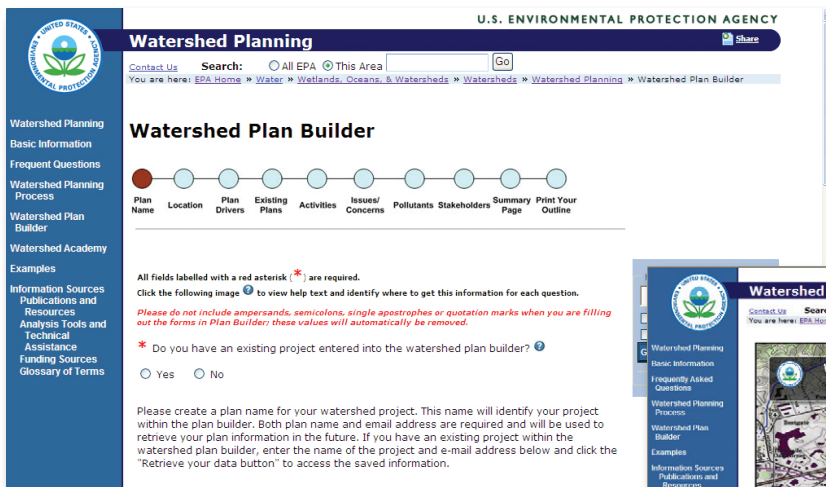 U.S. ENVIRONMENTAL PROTECTION AGENCY
UNITED STATES
ENVIRONMENTAL PROTECTION AGENCY
Watershed Planning
Share
Contact Us Search: All EPA This Area Go
You are here: EPA Home » Water » Wetlands, Oceans, & Watersheds » Watersheds » Watershed Planning » Watershed Plan Builder
Watershed Planning
Basic Information
Frequent Questions
Watershed Planning
Process
Watershed Plan
Builder
Watershed Academy
Examples
Information Sources
Publications and
Resources
Analysis Tools and
Technical
Assistance
Funding Sources
Glossary of Terms
Watershed Plan Builder
Plan Name Location Plan Drivers Existing Plans Activities Issues/ Concerns Pollutants Stakeholders Summary Page Print Your Outline
All fields labelled with a red asterisk (*) are required.
Click the following image ? to view help text and identify where to get this information for each question.
Please do not include ampersands, semicolons, single apostrophes or quotation marks when you are filling
out the forms in Plan Builder; these values will automatically be removed.
* Do you have an existing project entered into the watershed plan builder? ?
Yes No
Please create a plan name for your watershed project. This name will identify your project
within the plan builder. Both plan name and email address are required and will be used to
retrieve your plan information in the future. If you have an existing project within the
watershed plan builder, enter the name of the project and e-mail address below and click the
"Retrieve your data button" to access the saved information.
Watershed
Contact Us Sear
You are here: EPA Ho
Watershed Planning
Basic Information
Frequently Asked
Questions
Watershed Planning
Process
Watershed Plan
Builder
Examples
Information Sources
Publications and
Resources